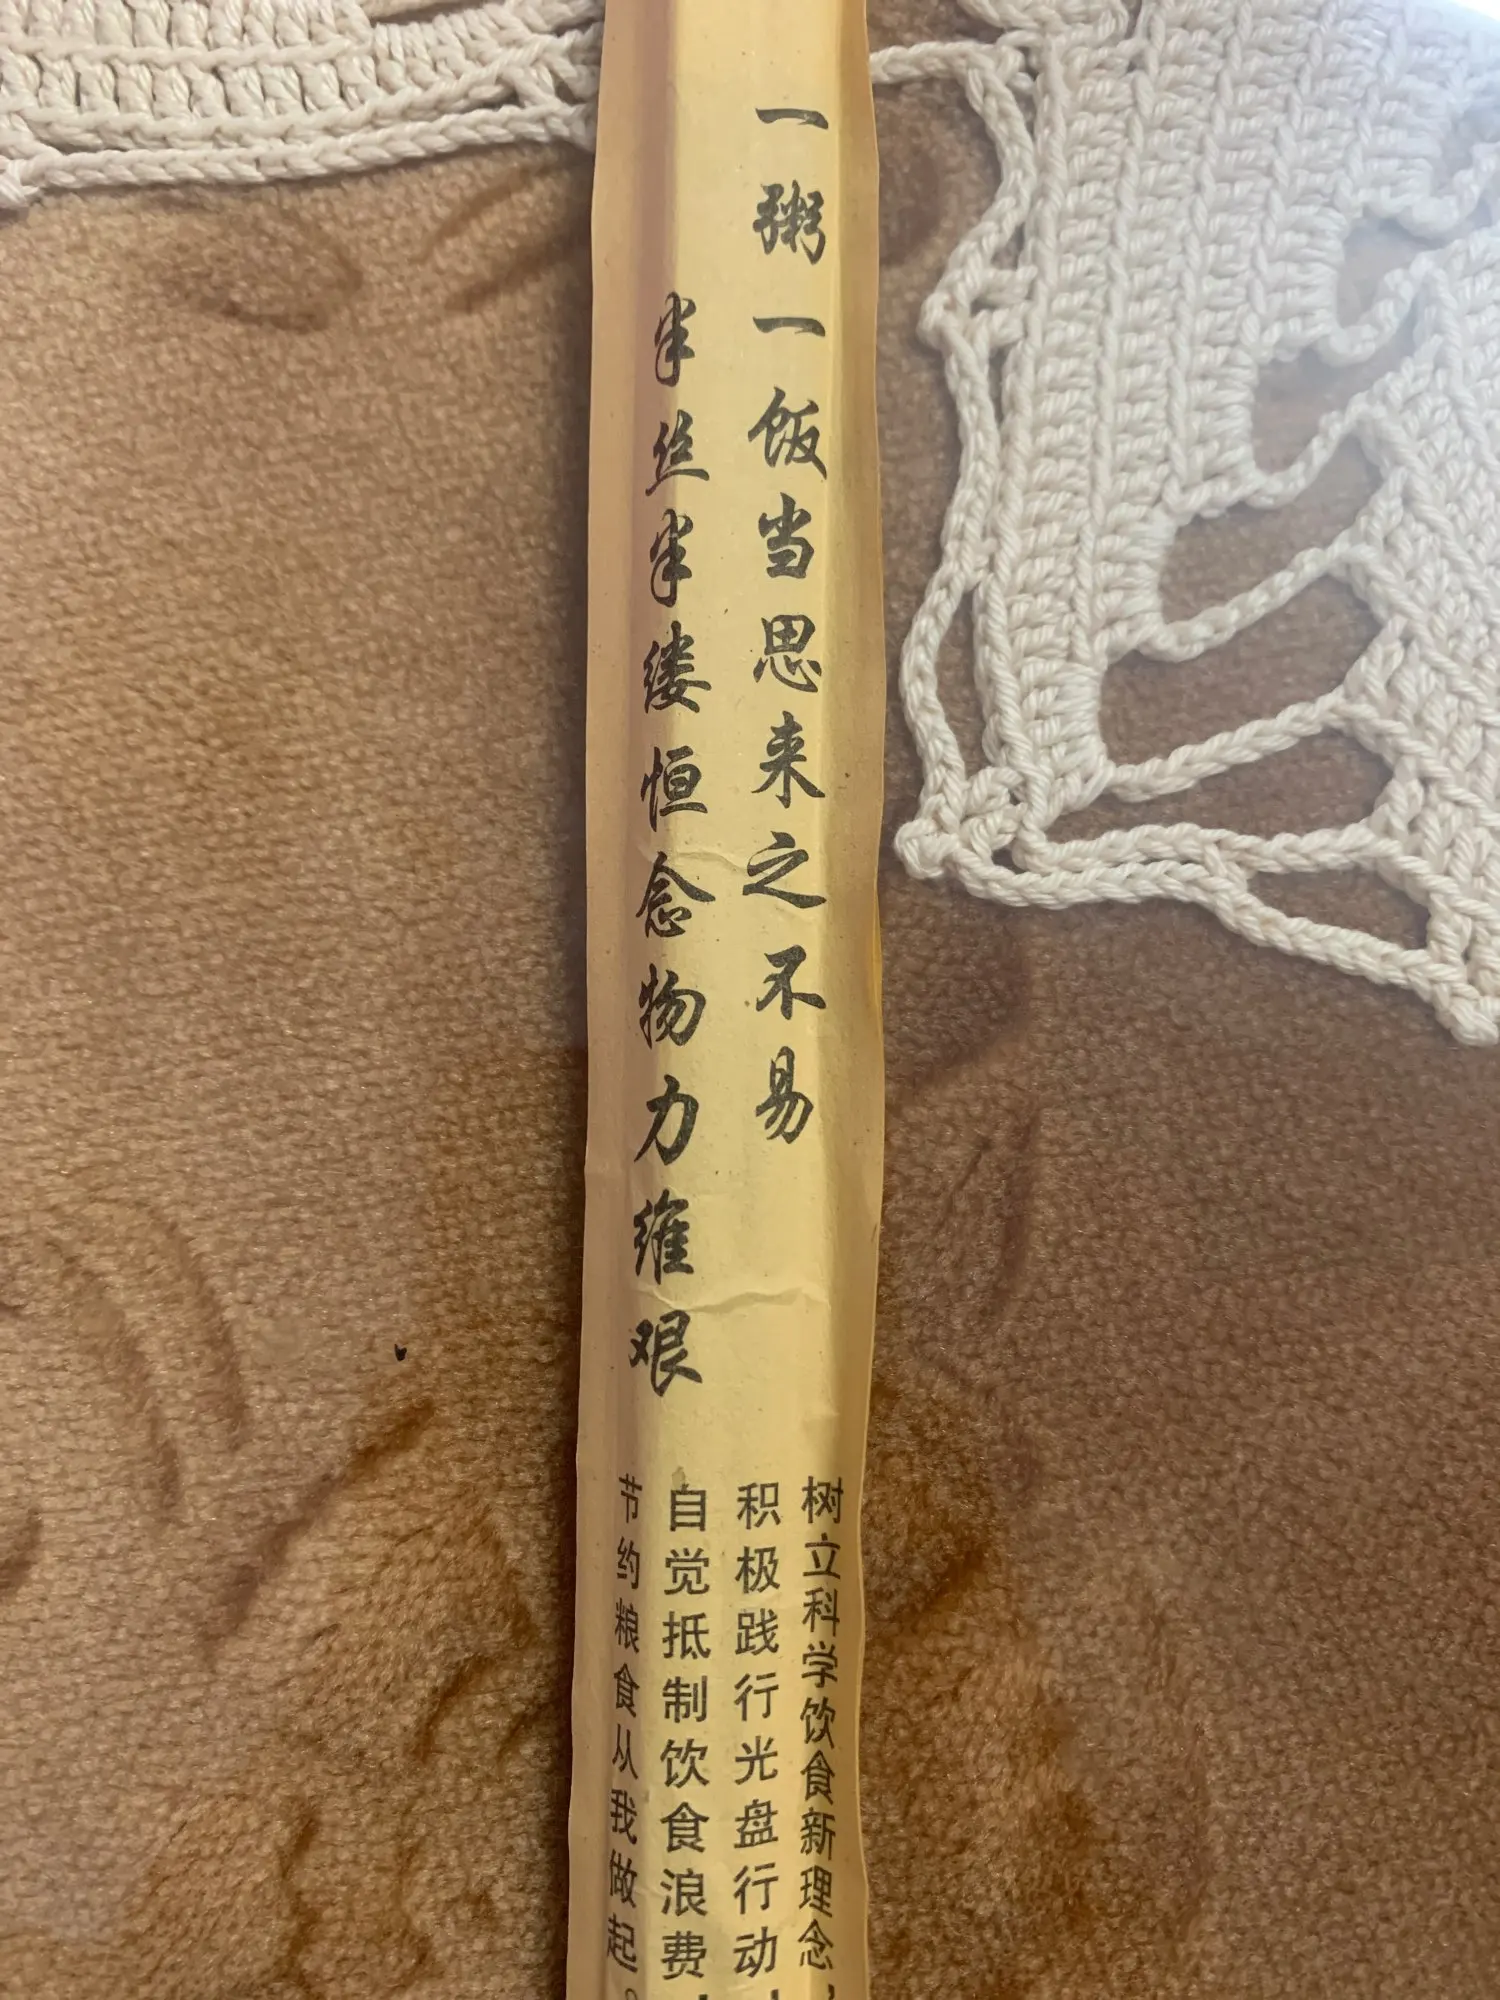 一粥一饭当思来之不易
半丝半缕恒念物力维艰
树立科学饮食新理念，
积极践行光盘行动，
自觉抵制饮食浪费，
节约粮食从我做起。